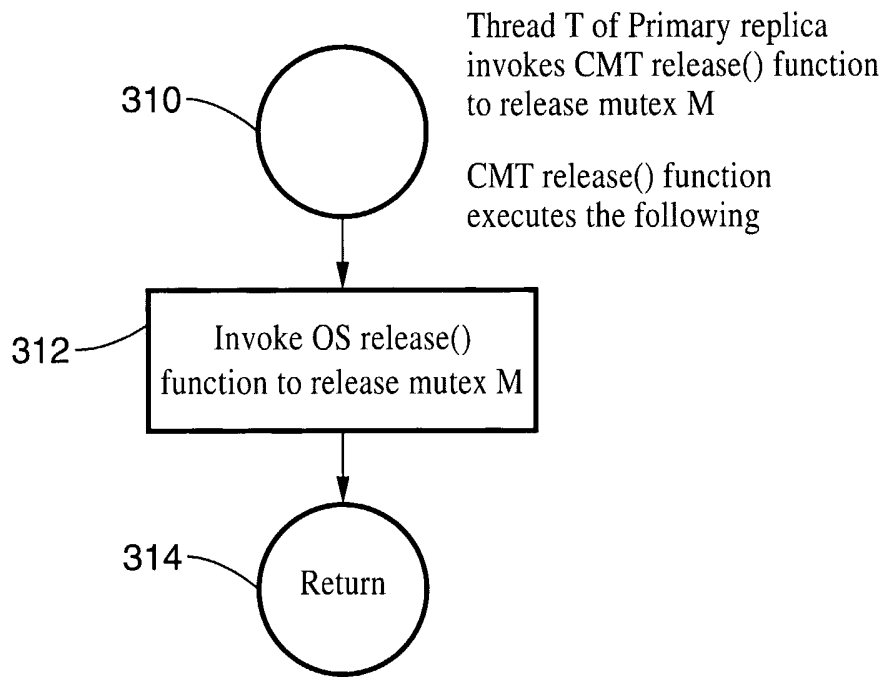 Thread T of Primary replica
invokes CMT release() function
to release mutex M
CMT release() function
executes the following
310
312
Invoke OS release()
function to release mutex M
314
Return